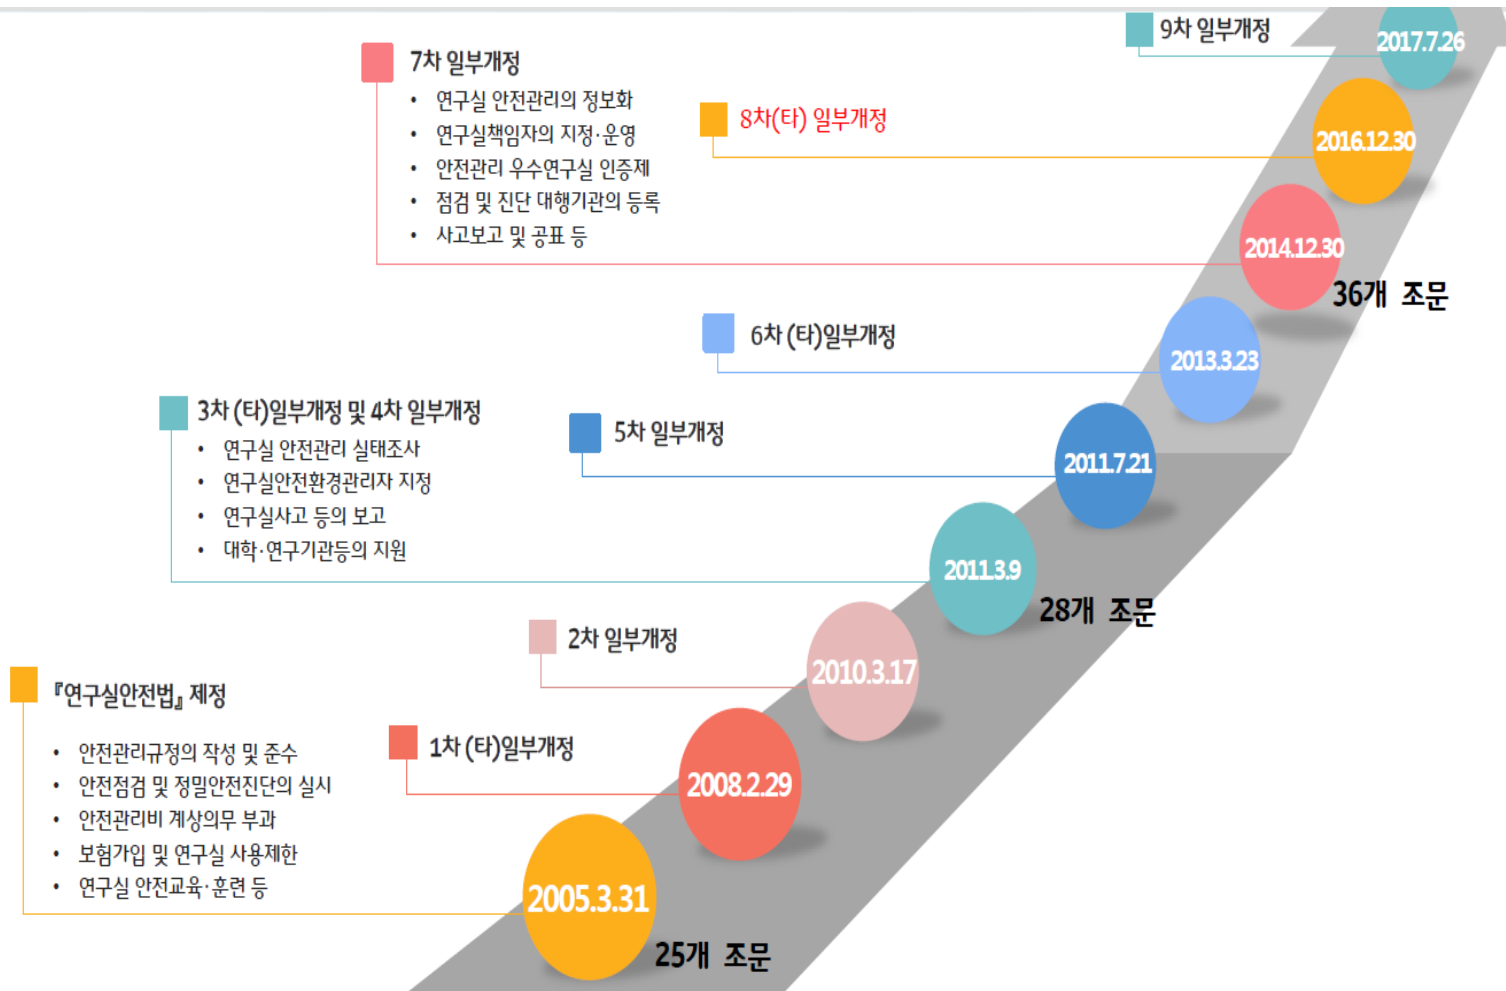 9차 일부개정
2017.7.26
7차 일부개정
• 연구실 안전관리의 정보화
• 연구실책임자의 지정·운영
• 안전관리 우수연구실 인증제
• 점검 및 진단 대행기관의 등록
• 사고보고 및 공표 등
8차(타) 일부개정
2016.12.30
2014.12.30
36개 조문
6차 (타)일부개정
2013.3.23
3차 (타)일부개정 및 4차 일부개정
• 연구실 안전관리 실태조사
• 연구실안전환경관리자 지정
• 연구실사고 등의 보고
• 대학·연구기관등의 지원
5차 일부개정
2011.7.21
2011.3.9
28개 조문
2차 일부개정
2010.3.17
『연구실안전법』 제정
• 안전관리규정의 작성 및 준수
• 안전점검 및 정밀안전진단의 실시
• 안전관리비 계상의무 부과
• 보험가입 및 연구실 사용제한
• 연구실 안전교육·훈련 등
1차 (타)일부개정
2008.2.29
2005.3.31
25개 조문